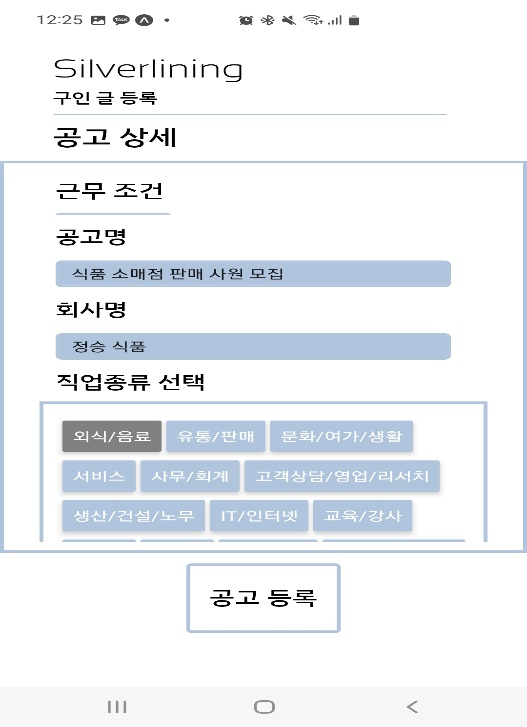 12:25
Silverlining
구인 글 등록
공고 상세
근무 조건
공고명
식품 소매점 판매 사원 모집
회사명
정승 식품
직업종류 선택
외식/음료 유통/판매 문화/여가/생활
서비스 사무/회계 고객상담/영업/리서치
생산/건설/노무 IT/인터넷 교육/강사
공고 등록